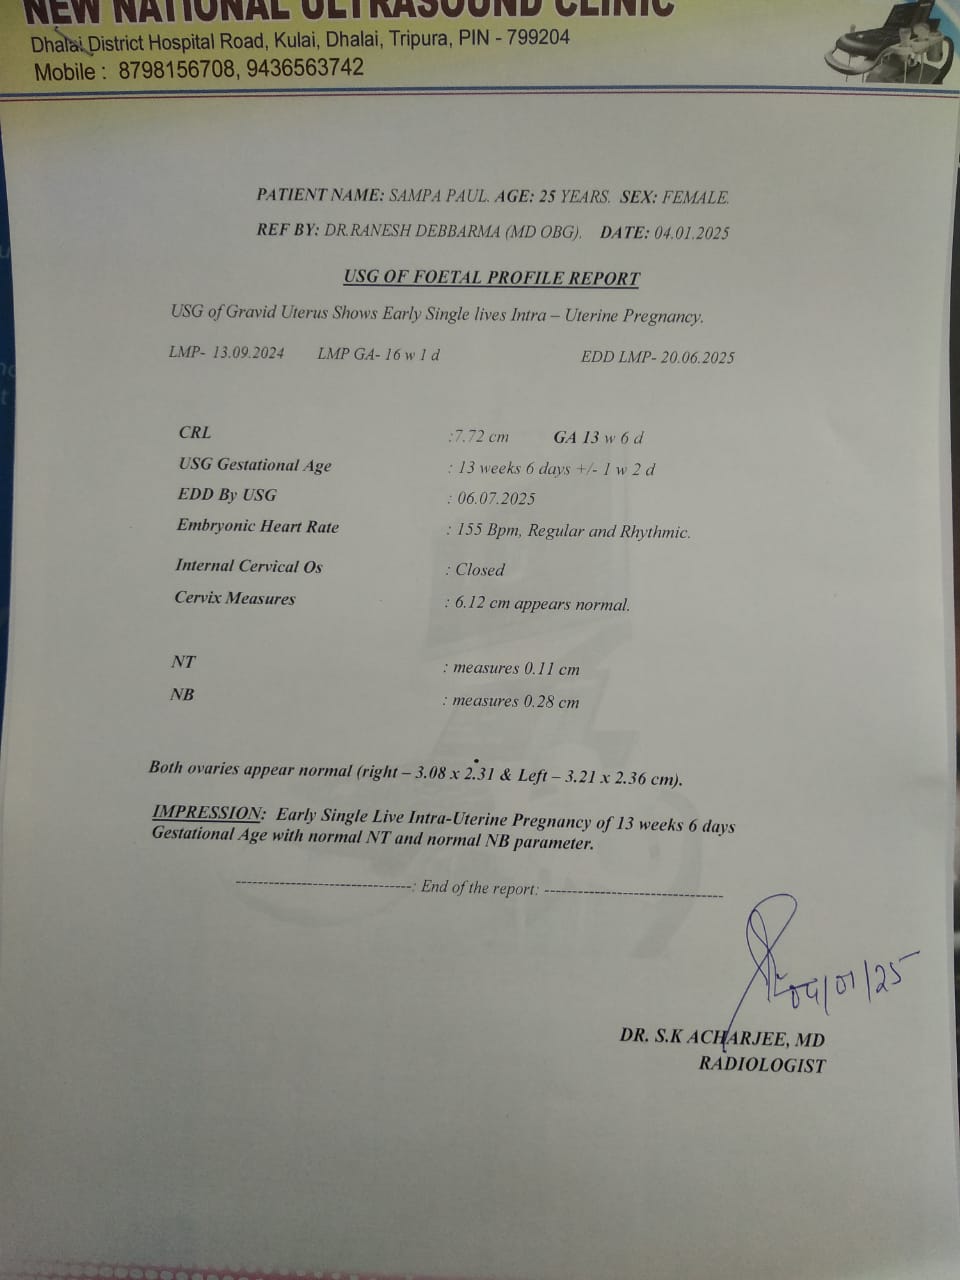 NEW NATIONAL ULTRASOUND CLINIC
Dhalai District Hospital Road, Kulai, Dhalai, Tripura, PIN - 799204
Mobile : 8798156708, 9436563742
PATIENT NAME: SAMPA PAUL. AGE: 25 YEARS. SEX: FEMALE.
REF BY: DR.RANESH DEBBARMA (MD OBG). DATE: 04.01.2025
USG OF FOETAL PROFILE REPORT
USG of Gravid Uterus Shows Early Single lives Intra – Uterine Pregnancy.
LMP- 13.09.2024 LMP GA- 16 w 1 d EDD LMP- 20.06.2025
CRL :7.72 cm GA 13 w 6 d
USG Gestational Age : 13 weeks 6 days +/- 1 w 2 d
EDD By USG : 06.07.2025
Embryonic Heart Rate : 155 Bpm, Regular and Rhythmic.
Internal Cervical Os : Closed
Cervix Measures : 6.12 cm appears normal.
NT : measures 0.11 cm
NB : measures 0.28 cm
Both ovaries appear normal (right – 3.08 x 2.31 & Left – 3.21 x 2.36 cm).
IMPRESSION: Early Single Live Intra-Uterine Pregnancy of 13 weeks 6 days
Gestational Age with normal NT and normal NB parameter.
--------------------------------: End of the report: --------------------------------
04/01/25
DR. S.K ACHARJEE, MD
RADIOLOGIST